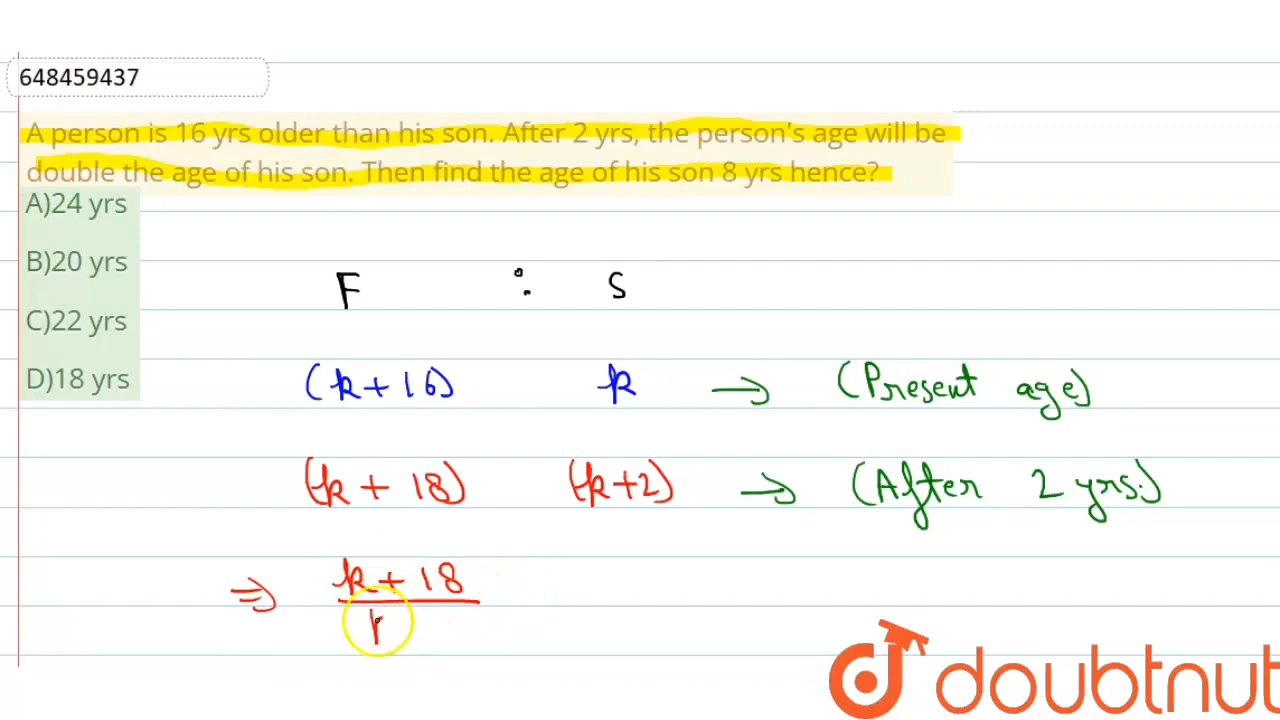 648459437
A person is 16 yrs older than his son. After 2 yrs, the person's age will be
double the age of his son. Then find the age of his son 8 yrs hence?
A)24 yrs
B)20 yrs
C)22 yrs
D)18 yrs
F : S
(k+16) k → (Present age)
(k+18) (k+2) → (After 2 yrs.)
⇒ k+18
doubtnut